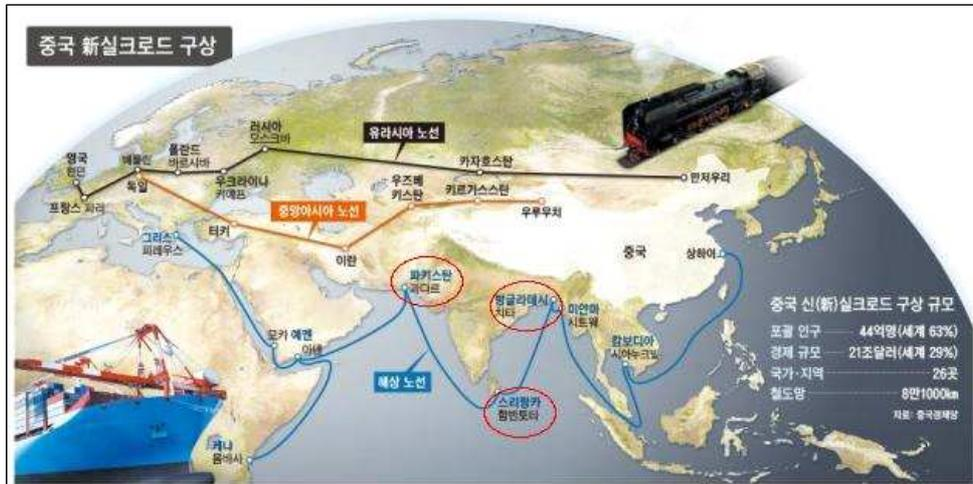 중국 新실크로드 구상
러시아
모스크바
유라시아 노선
영국
런던
베를린
독일
폴란드
바르시바
우크라이나
키예프
카자흐스탄
만저우리
프랑스 파리
우즈베
키스탄
키르기스스탄
우루무치
중앙아시아 노선
터키
이란
그리스
피레우스
중국
상하이
파키스탄
과다르
방글라데시
치타
미얀마
시트웨
캄보디아
시아누크빌
모카 예멘
아덴
해상 노선
스리랑카
함반토타
케냐
몸바사
중국 신(新)실크로드 구상 규모
포괄 인구 44억명(세계 63%)
경제 규모 21조달러(세계 29%)
국가·지역 26곳
철도망 8만1000km
자료: 중국경제망